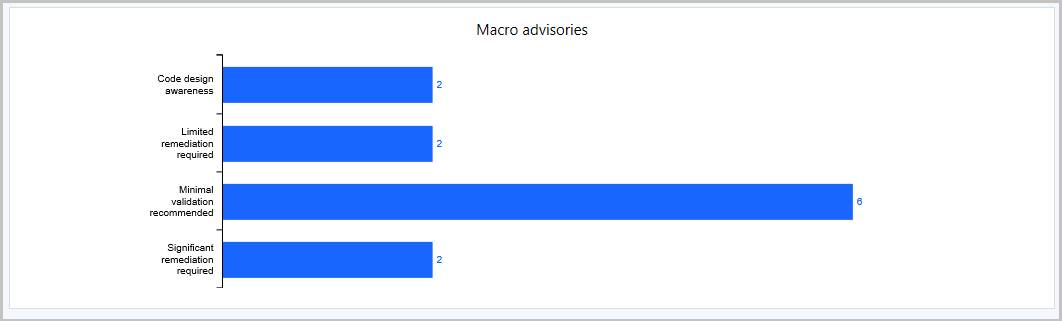 Macro advisories
Code design
awareness
2
Limited
remediation
required
2
Minimal
validation
recommended
6
Significant
remediation
required
2